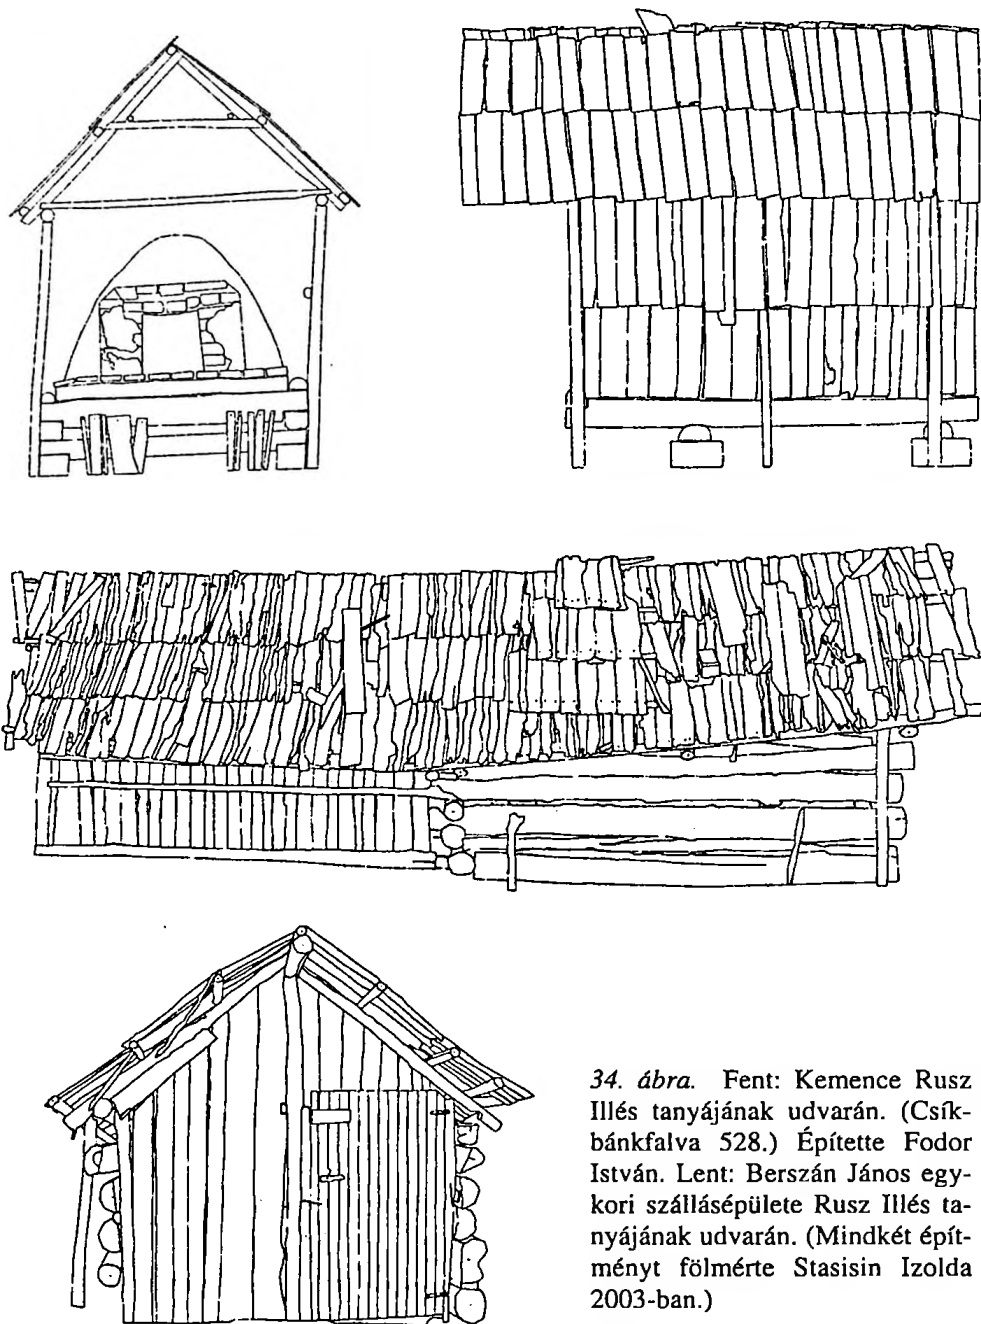 34. ábra. Fent: Kemence Rusz
Illés tanyájának udvarán. (Csík-
bánkfalva 528.) Építette Fodor
István. Lent: Berszán János egy-
kori szállásépülete Rusz Illés ta-
nyájának udvarán. (Mindkét épít-
ményt fölmérte Stasisin Izolda
2003-ban.)